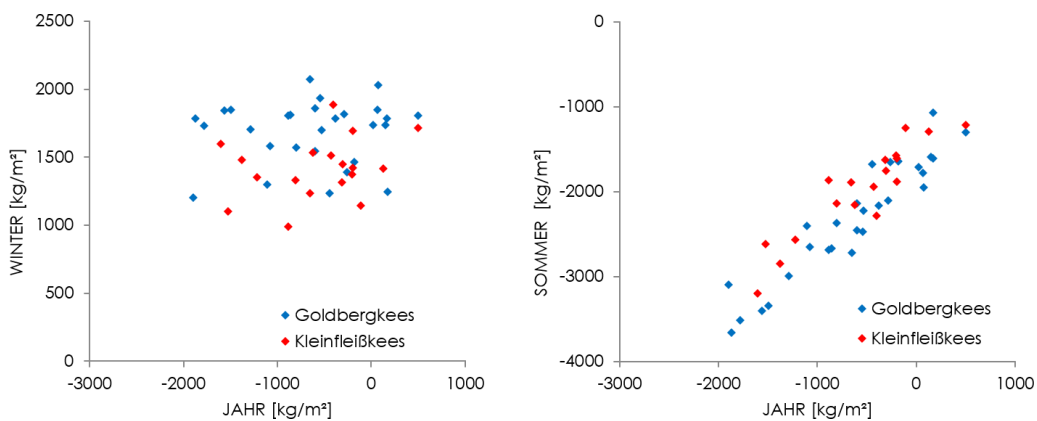 2500
2000
1500
1000
500
0
WINTER [kg/m²]
Goldbergkees
Kleinfleißkees
-3000 -2000 -1000 0 1000
JAHR [kg/m²]
0
-1000
-2000
-3000
-4000
SOMMER [kg/m²]
Goldbergkees
Kleinfleißkees
-3000 -2000 -1000 0 1000
JAHR [kg/m²]